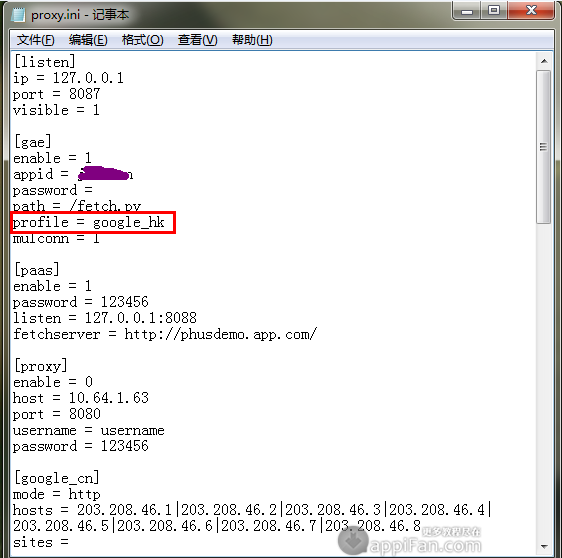 proxy.ini - 记事本
文件(F) 编辑(E) 格式(O) 查看(V) 帮助(H)
[listen]
ip = 127.0.0.1
port = 8087
visible = 1
[gae]
enable = 1
appid =
password =
path = /fetch.py
profile = google_hk
mulconn = 1
[paas]
enable = 1
password = 123456
listen = 127.0.0.1:8088
fetchserver = http://phusdemo.app.com/
[proxy]
enable = 0
host = 10.64.1.63
port = 8080
username = username
password = 123456
[google_cn]
mode = http
hosts = 203.208.46.1|203.208.46.2|203.208.46.3|203.208.46.4|
203.208.46.5|203.208.46.6|203.208.46.7|203.208.46.8
sites =
更多教程尽在
appiFan.com